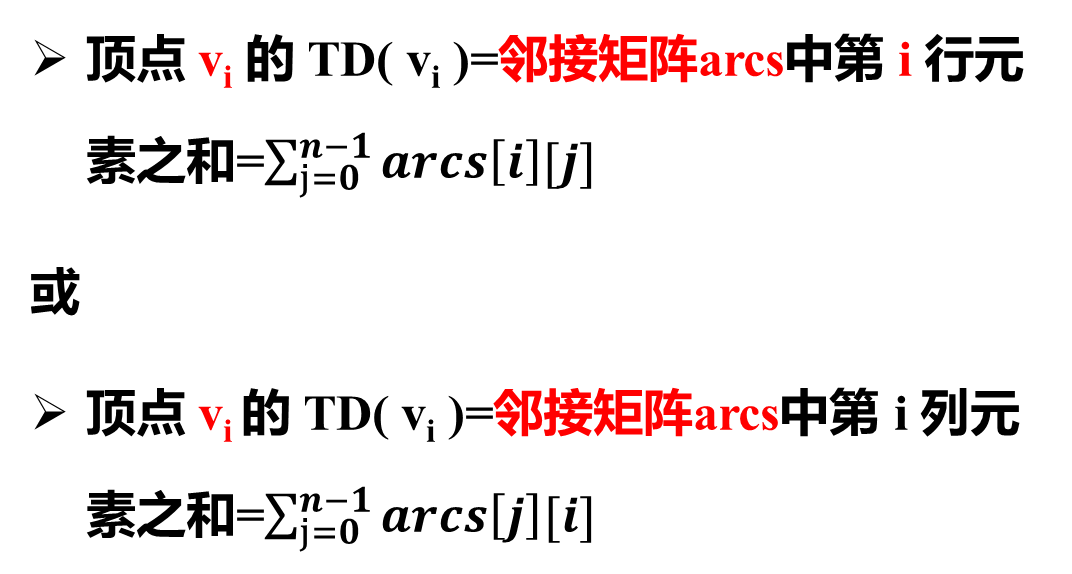 ➢ 顶点 vᵢ 的 TD( vᵢ )=邻接矩阵arcs中第 i 行元
素之和=∑_{j=0}^{n−1} arcs[i][j]
或
➢ 顶点 vᵢ 的 TD( vᵢ )=邻接矩阵arcs中第 i 列元
素之和=∑_{j=0}^{n−1} arcs[j][i]